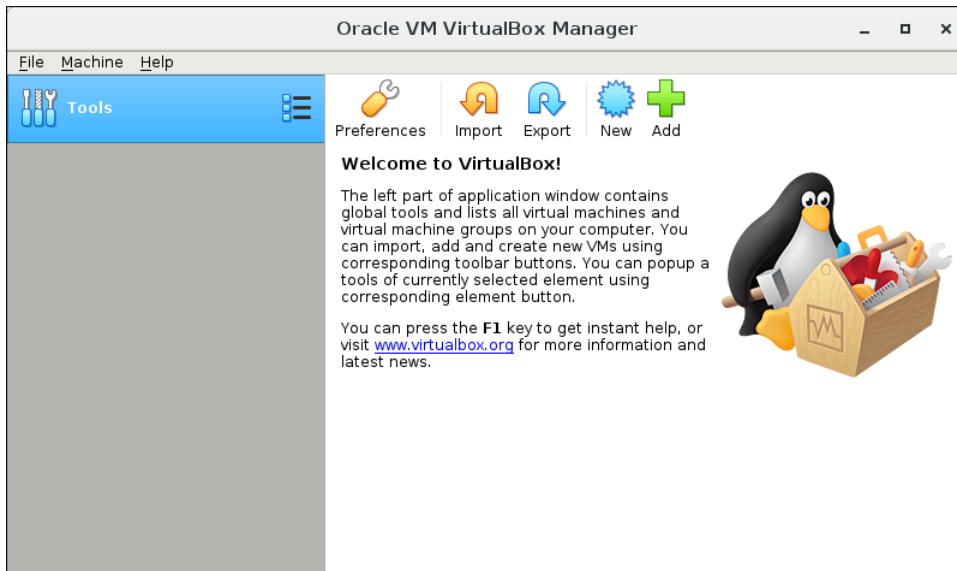 Oracle VM VirtualBox Manager
File Machine Help
Tools
Preferences Import Export New Add
Welcome to VirtualBox!
The left part of application window contains
global tools and lists all virtual machines and
virtual machine groups on your computer. You
can import, add and create new VMs using
corresponding toolbar buttons. You can popup a
tools of currently selected element using
corresponding element button.
You can press the F1 key to get instant help, or
visit www.virtualbox.org for more information and
latest news.